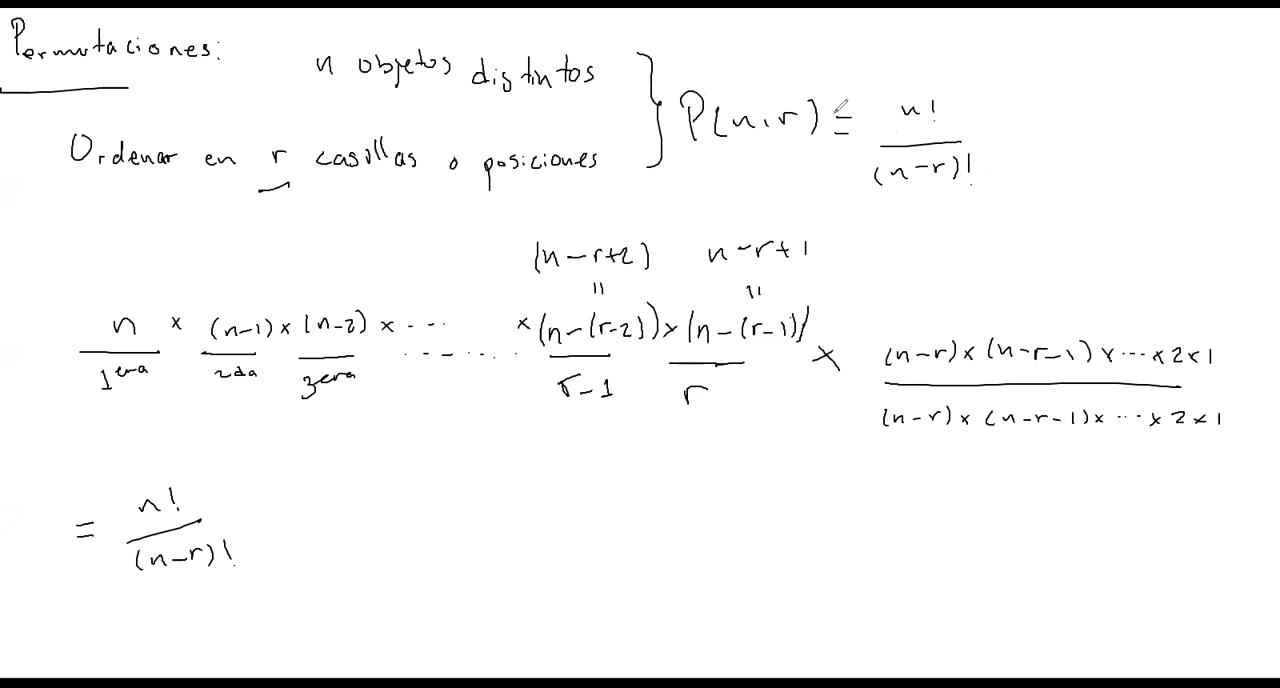 Permutaciones:
n objetos distintos
Ordenar en r casillas o posiciones } P(n,r) = n! / (n-r)!
(n-r+2) n-r+1
= =
n × (n-1) × (n-2) × ... × (n-(r-2)) × (n-(r-1)) × (n-r) × (n-r-1) × ... × 2 × 1
1era 2da 3era ....... r-1 r (n-r) × (n-r-1) × ... × 2 × 1
= n! / (n-r)!